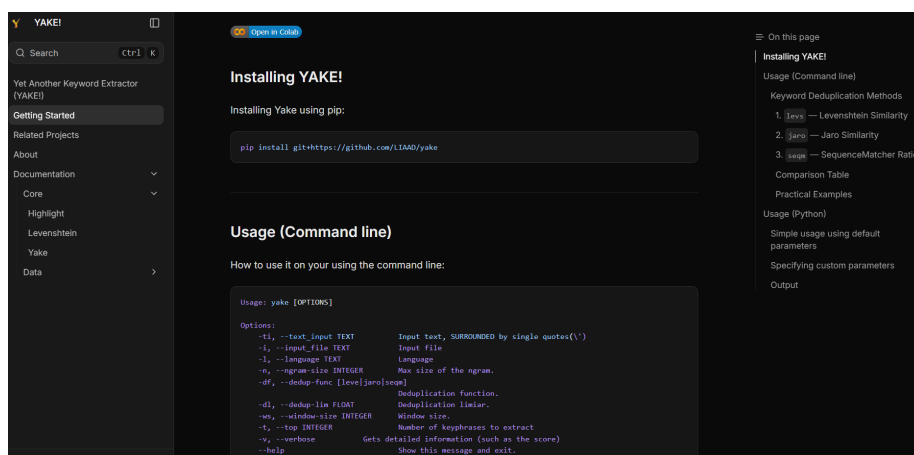 YAKE!
Search
Ctrl K
Yet Another Keyword Extractor
(YAKE!)
Getting Started
Related Projects
About
Documentation
Core
Highlight
Levenshtein
Yake
Data
Open in Colab
Installing YAKE!
Installing Yake using pip:
pip install git+https://github.com/LIAAD/yake
Usage (Command line)
How to use it on your using the command line:
Usage: yake [OPTIONS]
Options:
-ti, --text_input TEXT Input text, SURROUNDED by single quotes(\')
-i, --input_file TEXT Input file
-l, --language TEXT Language
-n, --ngram-size INTEGER Max size of the ngram.
-df, --dedup-func [leve|jaro|seqm]
Deduplication function.
-dl, --dedup-lim FLOAT Deduplication limiar.
-ws, --window-size INTEGER Window size.
-t, --top INTEGER Number of keyphrases to extract
-v, --verbose Gets detailed information (such as the score)
--help Show this message and exit.
On this page
Installing YAKE!
Usage (Command line)
Keyword Deduplication Methods
1. levs — Levenshtein Similarity
2. jaro — Jaro Similarity
3. seqm — SequenceMatcher Rati
Comparison Table
Practical Examples
Usage (Python)
Simple usage using default
parameters
Specifying custom parameters
Output